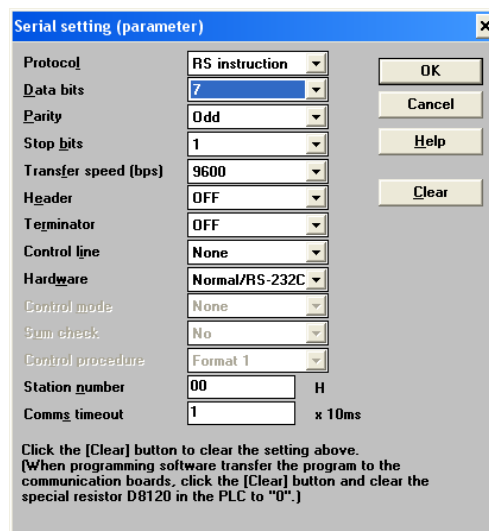 Serial setting (parameter)
Protocol RS instruction OK
Data bits 7
Cancel
Parity Odd
Stop bits 1 Help
Transfer speed (bps) 9600
Header OFF Clear
Terminator OFF
Control line None
Hardware Normal/RS-232C
Control mode None
Sum check No
Control procedure Format 1
Station number 00 H
Comms timeout 1 x 10ms
Click the [Clear] button to clear the setting above.
(When programming software transfer the program to the
communication boards, click the [Clear] button and clear the
special resistor D8120 in the PLC to "0".)